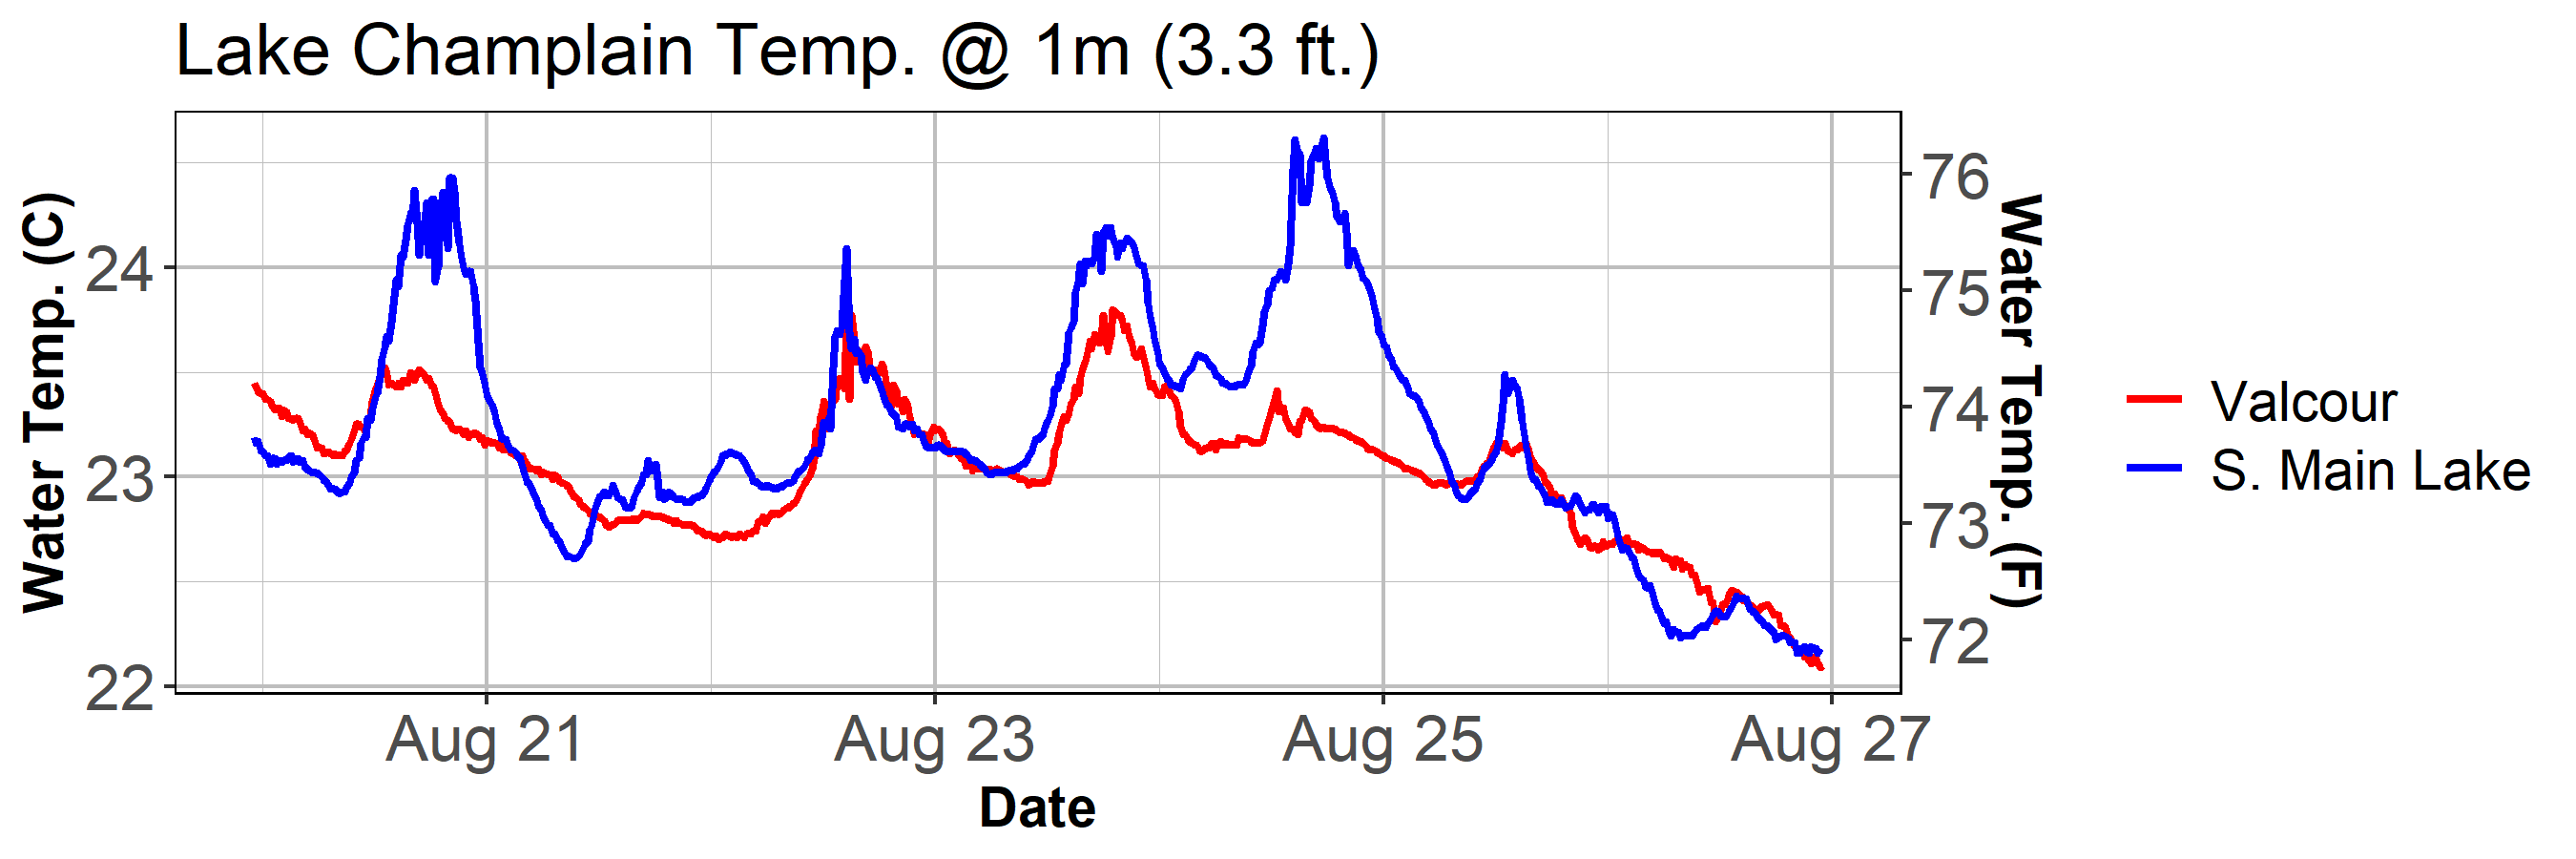 Lake Champlain Temp. @ 1m (3.3 ft.)
Water Temp. (C)
24
23
22
76
75
74
73
72
Water Temp. (F)
Aug 21
Aug 23
Aug 25
Aug 27
Date
Valcour
S. Main Lake